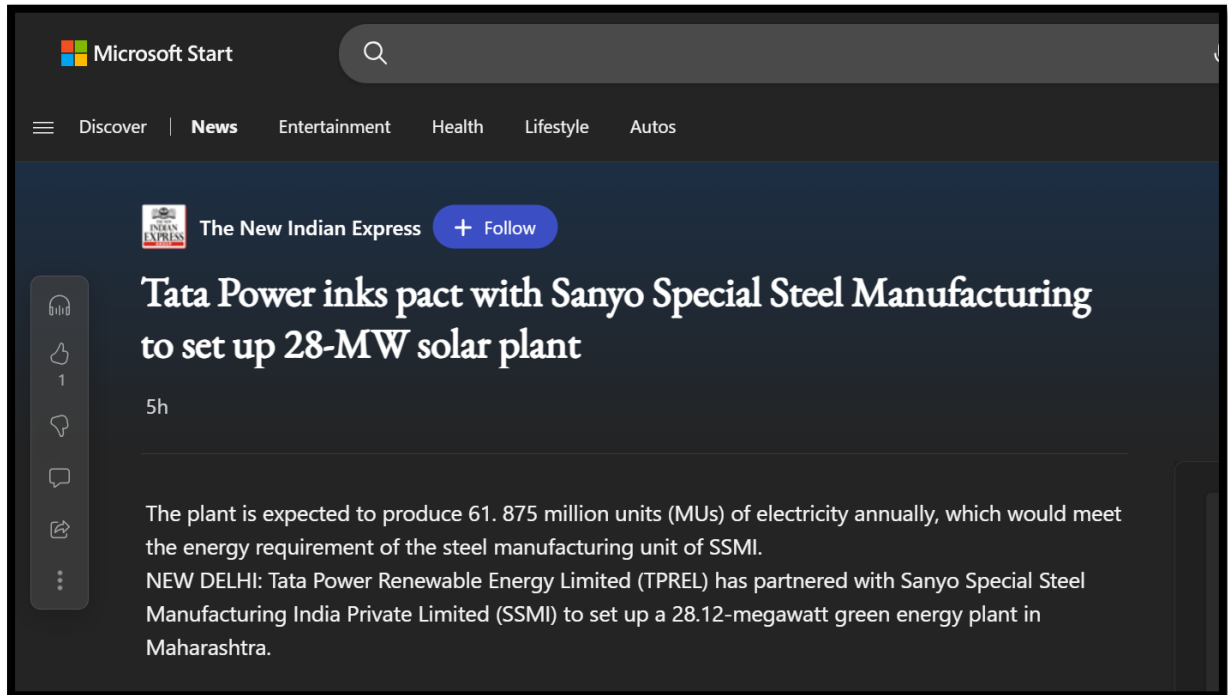 Microsoft Start
Discover | News Entertainment Health Lifestyle Autos
THE NEW
INDIAN
EXPRESS
The New Indian Express + Follow
Tata Power inks pact with Sanyo Special Steel Manufacturing
to set up 28-MW solar plant
1
5h
The plant is expected to produce 61. 875 million units (MUs) of electricity annually, which would meet
the energy requirement of the steel manufacturing unit of SSMI.
NEW DELHI: Tata Power Renewable Energy Limited (TPREL) has partnered with Sanyo Special Steel
Manufacturing India Private Limited (SSMI) to set up a 28.12-megawatt green energy plant in
Maharashtra.